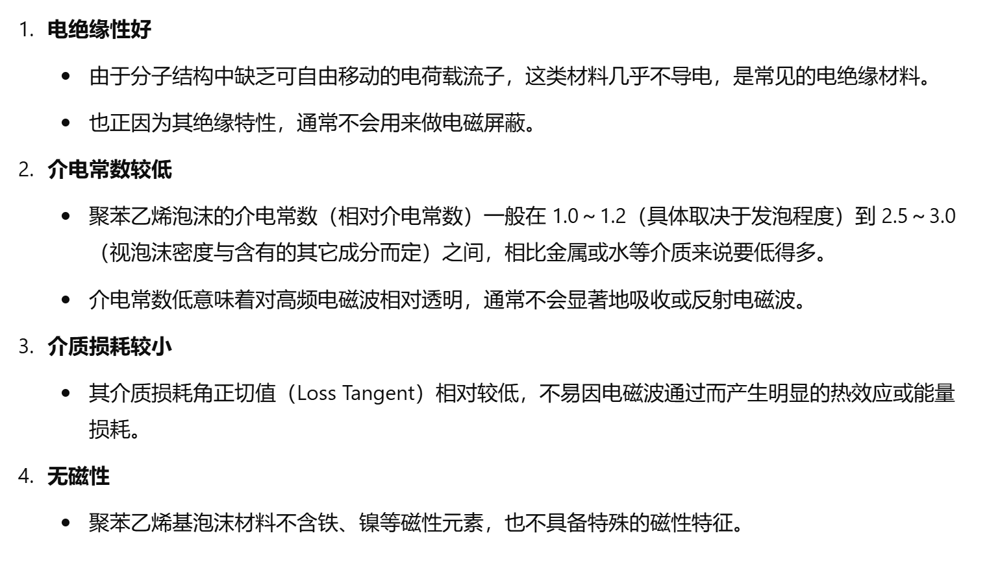 1. 电绝缘性好
• 由于分子结构中缺乏可自由移动的电荷载流子，这类材料几乎不导电，是常见的电绝缘材料。
• 也正因为其绝缘特性，通常不会用来做电磁屏蔽。
2. 介电常数较低
• 聚苯乙烯泡沫的介电常数（相对介电常数）一般在 1.0～1.2（具体取决于发泡程度）到 2.5～3.0
（视泡沫密度与含有的其它成分而定）之间，相比金属或水等介质来说要低得多。
• 介电常数低意味着对高频电磁波相对透明，通常不会显著地吸收或反射电磁波。
3. 介质损耗较小
• 其介质损耗角正切值（Loss Tangent）相对较低，不易因电磁波通过而产生明显的热效应或能量
损耗。
4. 无磁性
• 聚苯乙烯基泡沫材料不含铁、镍等磁性元素，也不具备特殊的磁性特征。